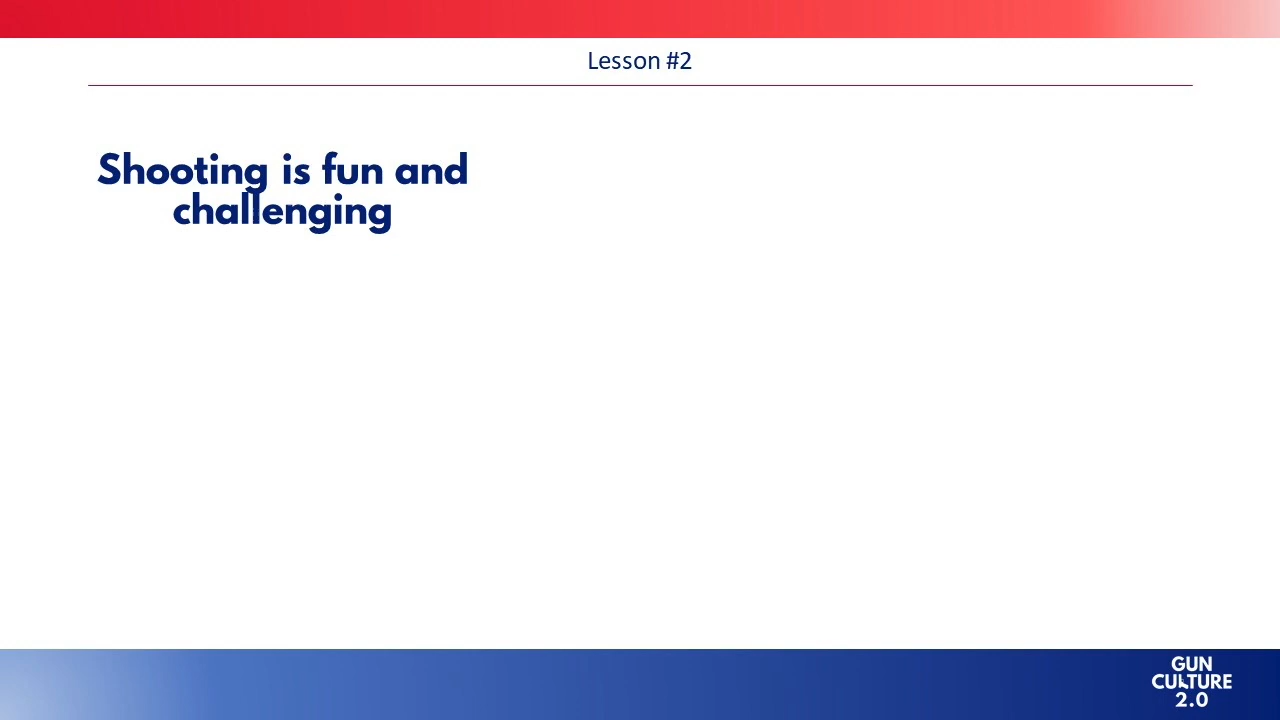 Lesson #2
Shooting is fun and
challenging
GUN
CULTURE
2.0